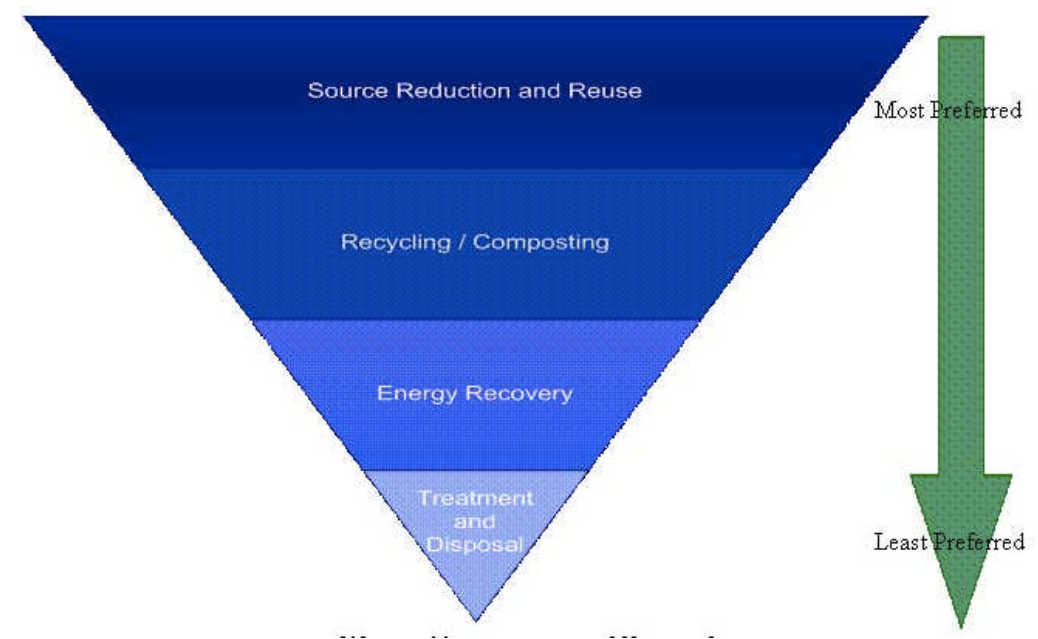 Source Reduction and Reuse
Most Preferred
Recycling / Composting
Energy Recovery
Treatment
and
Disposal
Least Preferred